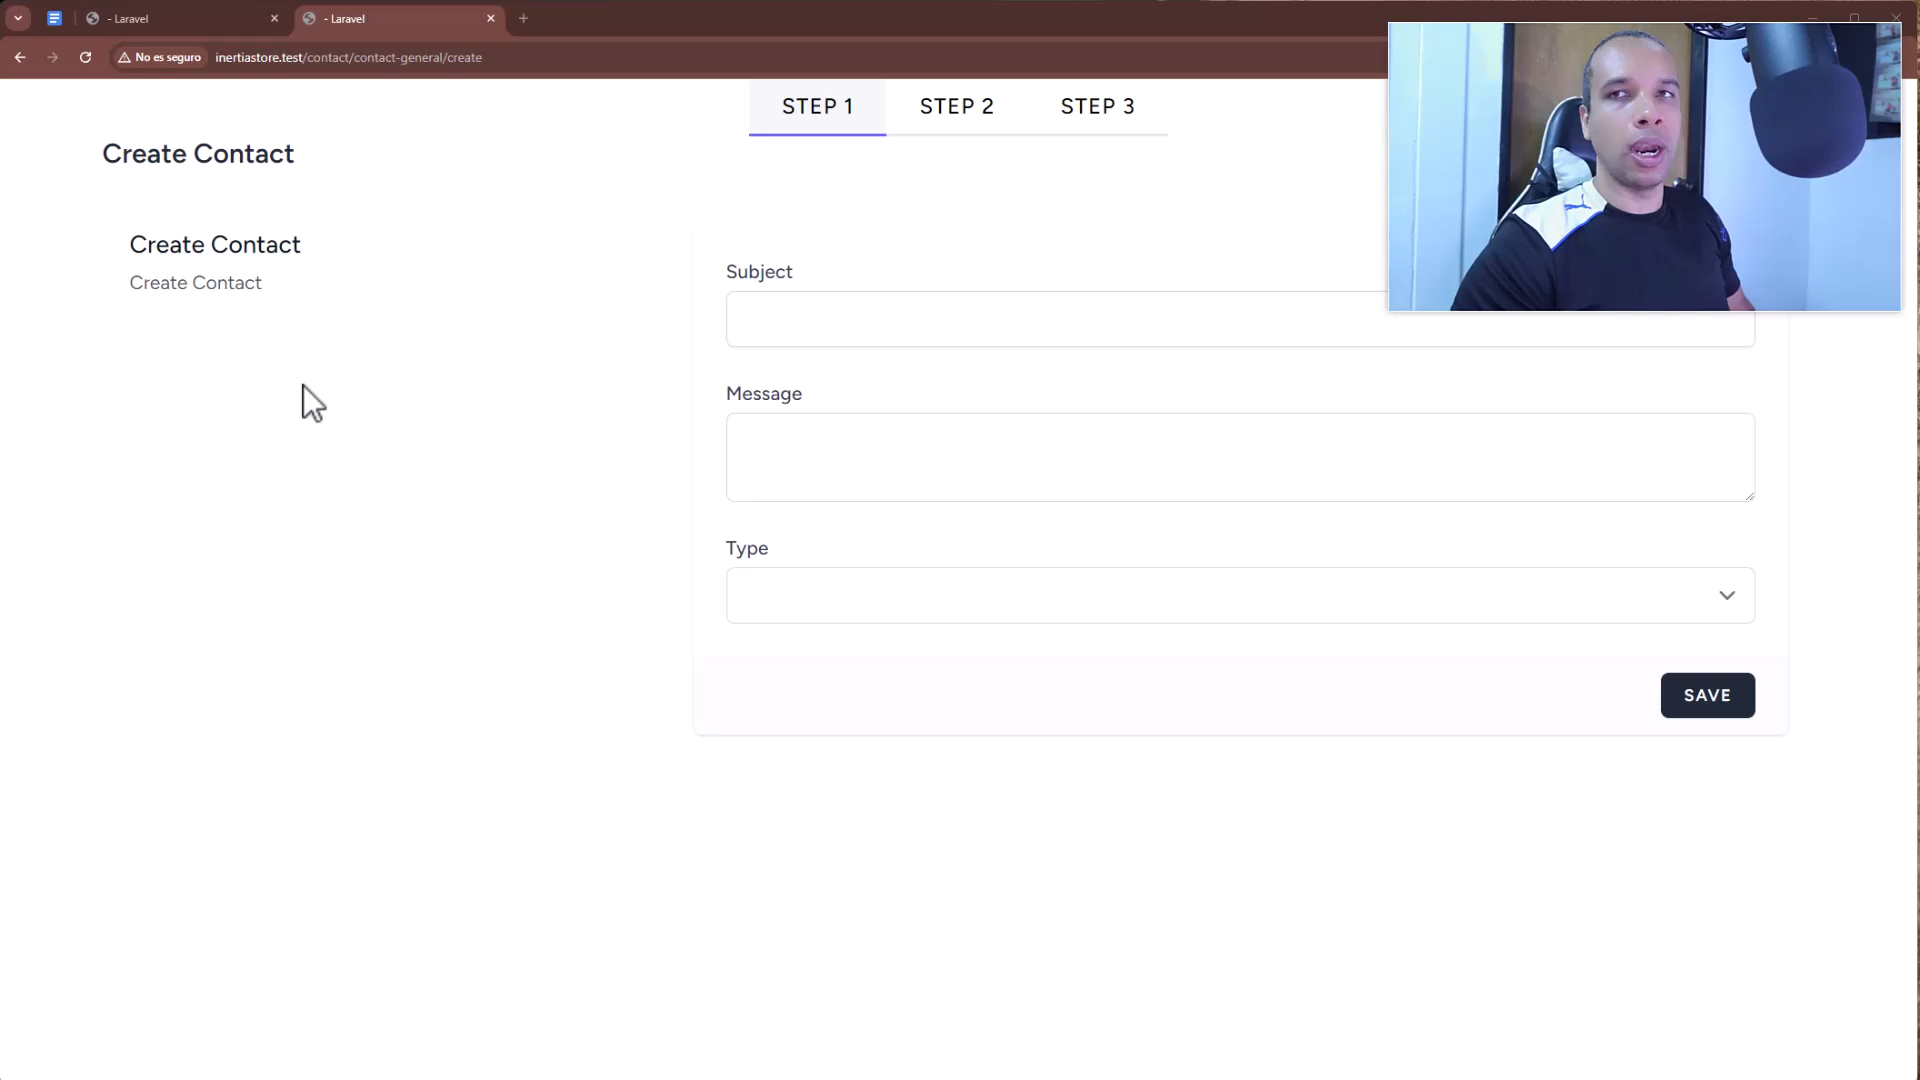 - Laravel
- Laravel
No es seguro
inertiastore.test/contact/contact-general/create
STEP 1
STEP 2
STEP 3
Create Contact
Create Contact
Create Contact
Subject
Message
Type
SAVE